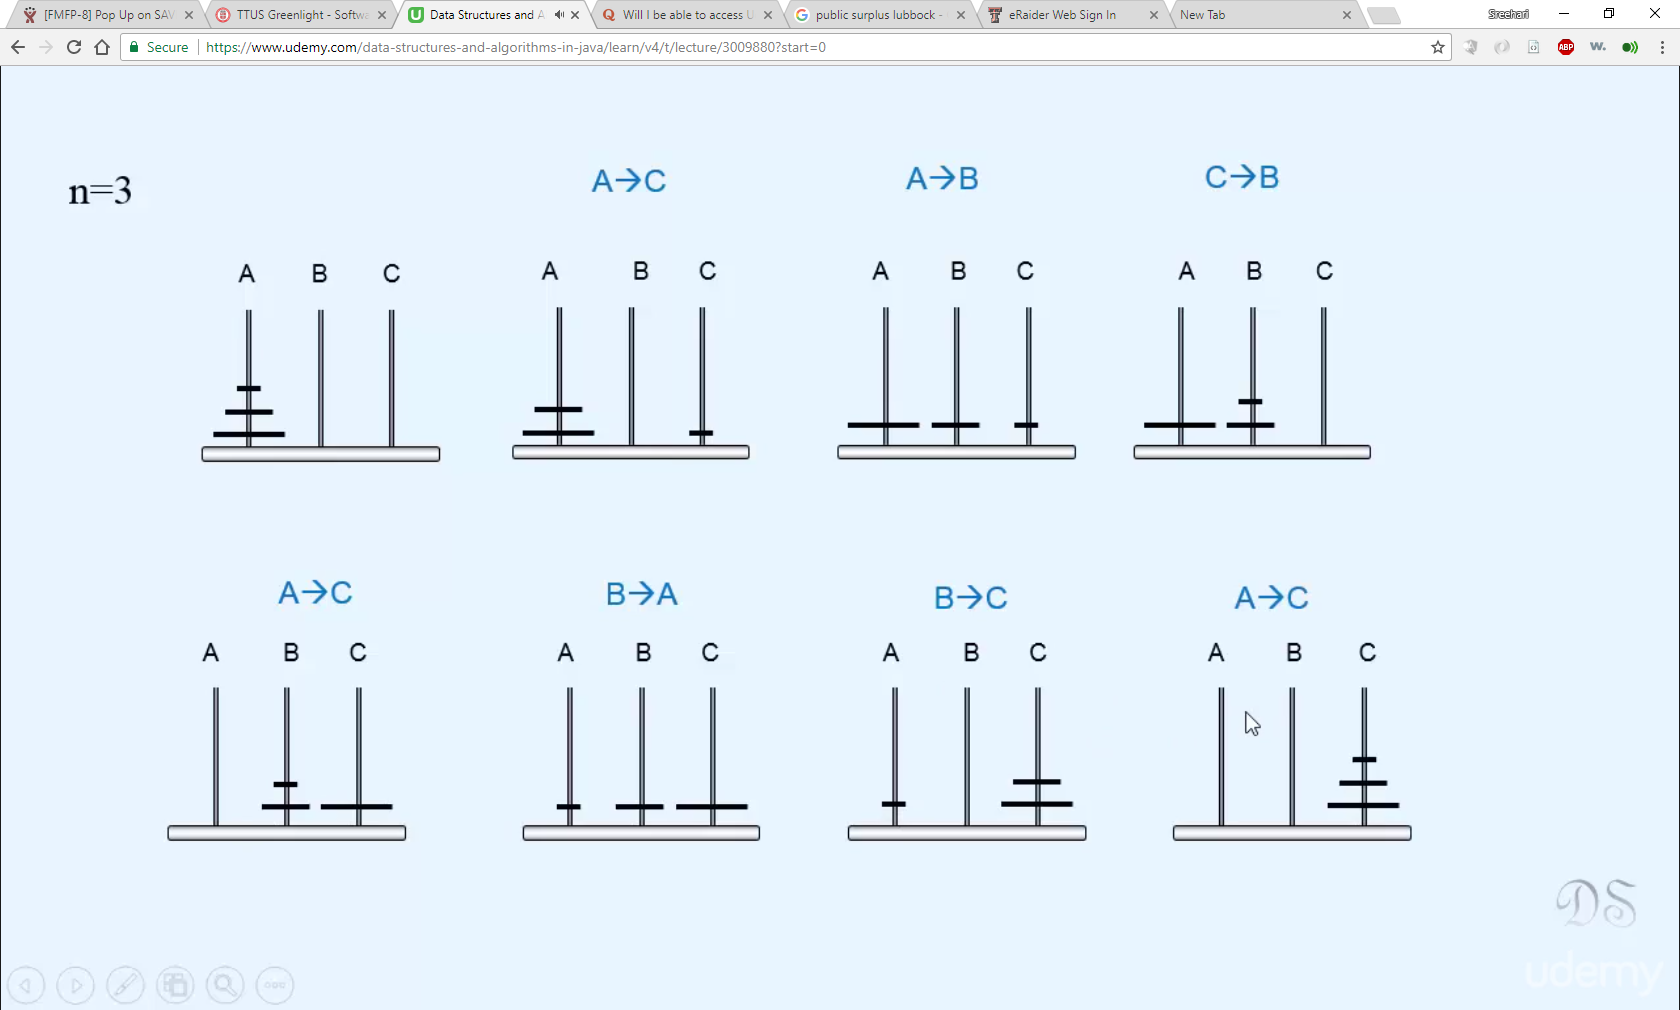 [FMFP-8] Pop Up on SAV
TTUS Greenlight - Softwa
Data Structures and A
Will I be able to access U
public surplus lubbock -
eRaider Web Sign In
New Tab
Sreehari
Secure https://www.udemy.com/data-structures-and-algorithms-in-java/learn/v4/t/lecture/3009880?start=0
ABP
w.
n=3
A→C
A→B
C→B
A B C
A B C
A B C
A B C
A→C
B→A
B→C
A→C
A B C
A B C
A B C
A B C
DS
udemy